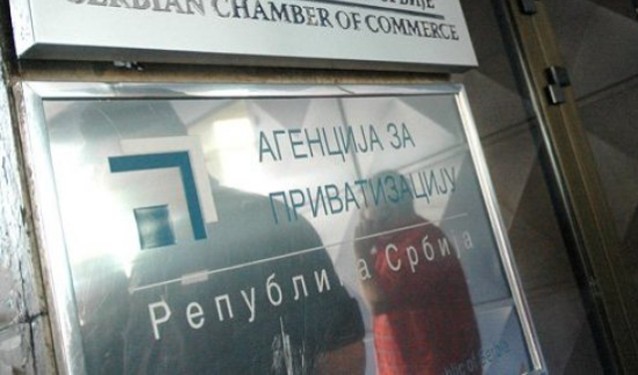 SERBIAN CHAMBER OF COMMERCE
АГЕНЦИЈА ЗА
ПРИВАТИЗАЦИЈУ
Република Србија